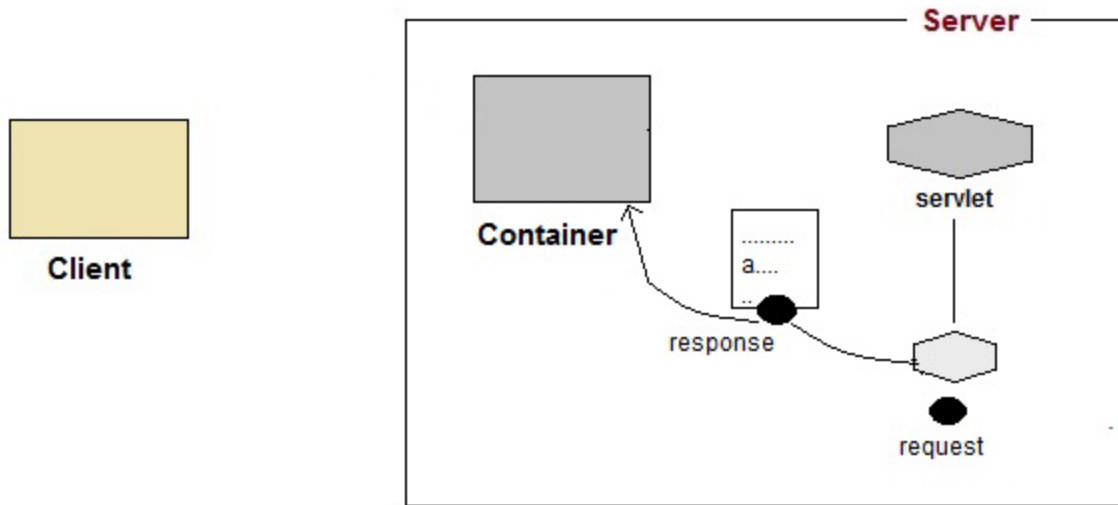 Server
Client
Container
servlet
.........
a....
..
response
request